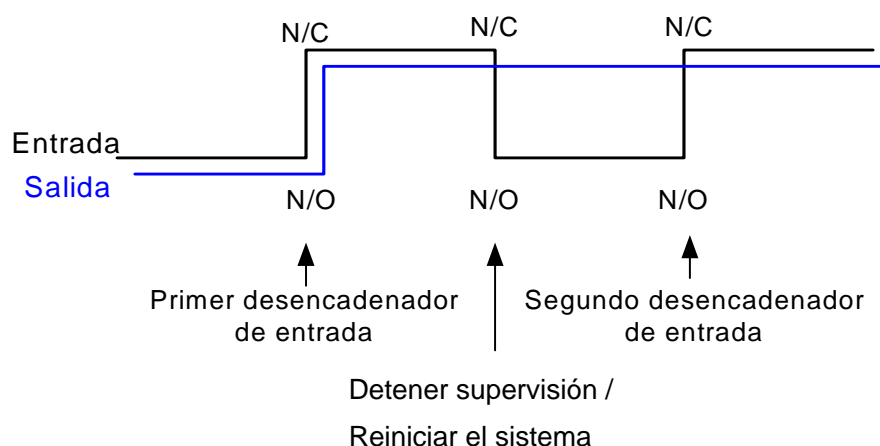 N/C
N/C
N/C
Entrada
Salida
N/O
N/O
N/O
Primer desencadenador
de entrada
Segundo desencadenador
de entrada
Detener supervisión /
Reiniciar el sistema